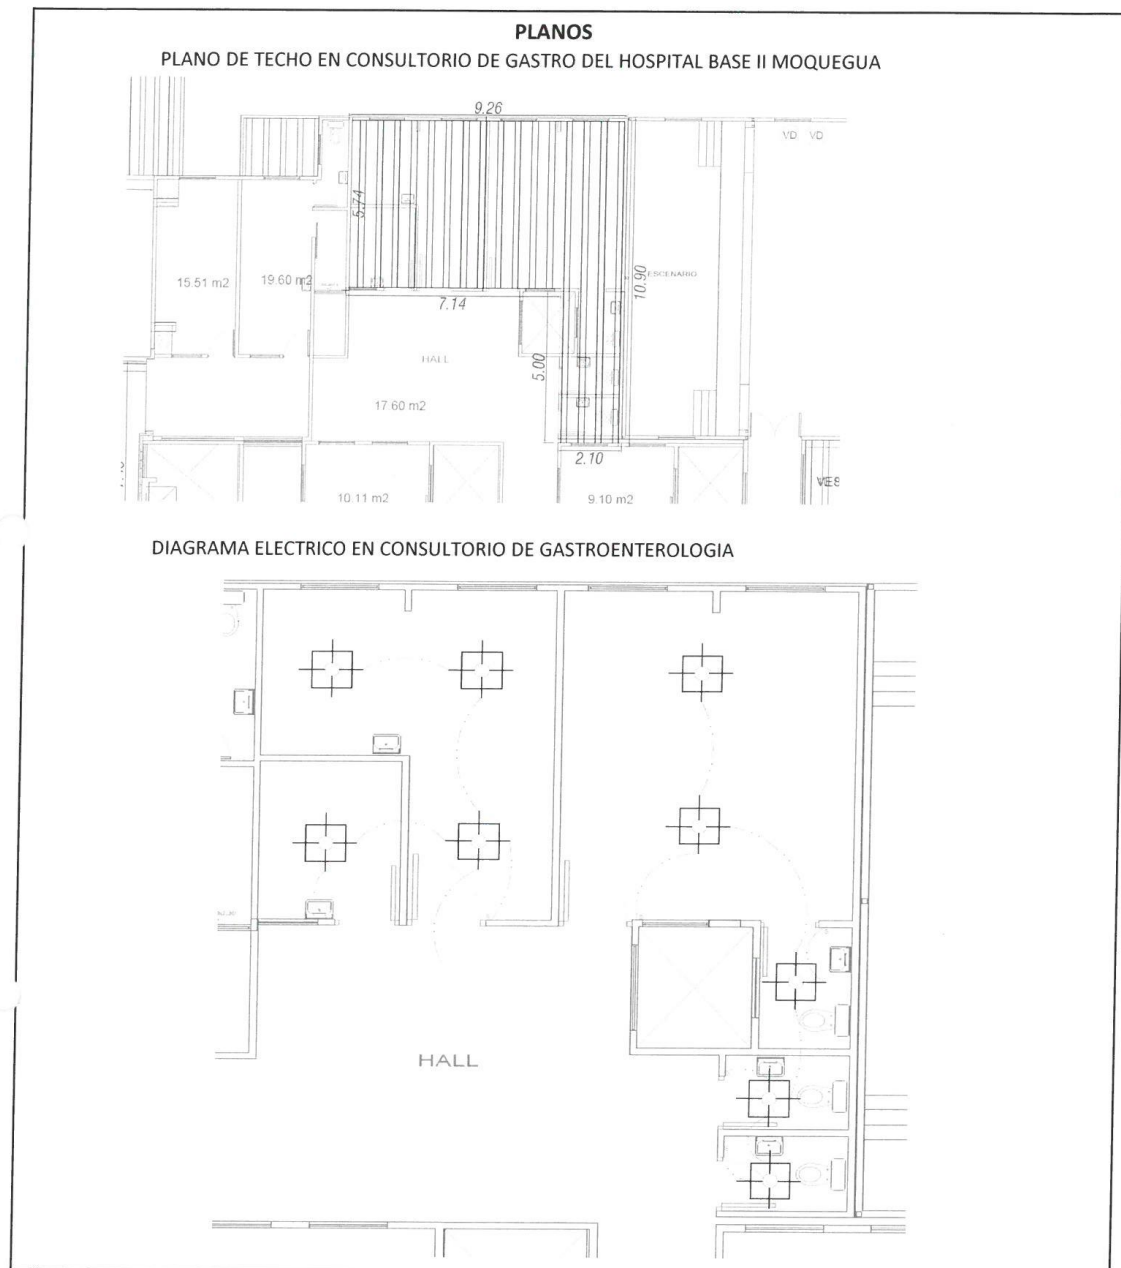 PLANOS
PLANO DE TECHO EN CONSULTORIO DE GASTRO DEL HOSPITAL BASE II MOQUEGUA
9.26
VD VD
5.74
15.51 m2
19.60 m2
ESCENARIO
10.90
7.14
HALL
5.00
17.60 m2
2.10
10.11 m2
9.10 m2
DIAGRAMA ELECTRICO EN CONSULTORIO DE GASTROENTEROLOGIA
HALL